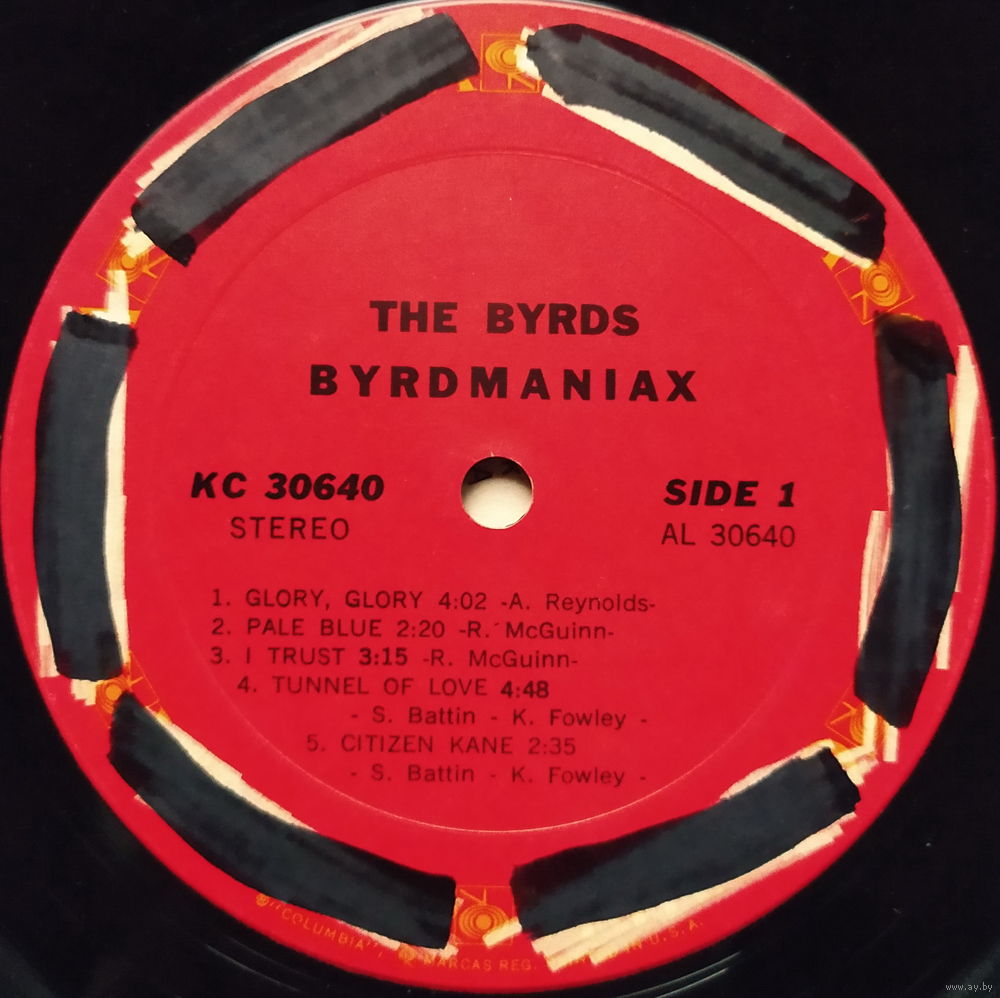 THE BYRDS
BYRDMANIAX
KC 30640
STEREO
SIDE 1
AL 30640
1. GLORY, GLORY 4:02 -A. Reynolds-
2. PALE BLUE 2:20 -R. McGuinn-
3. I TRUST 3:15 -R. McGuinn-
4. TUNNEL OF LOVE 4:48
- S. Battin - K. Fowley -
5. CITIZEN KANE 2:35
- S. Battin - K. Fowley -
® "COLUMBIA", MARCAS REG. IN U.S.A.
www.ay.by